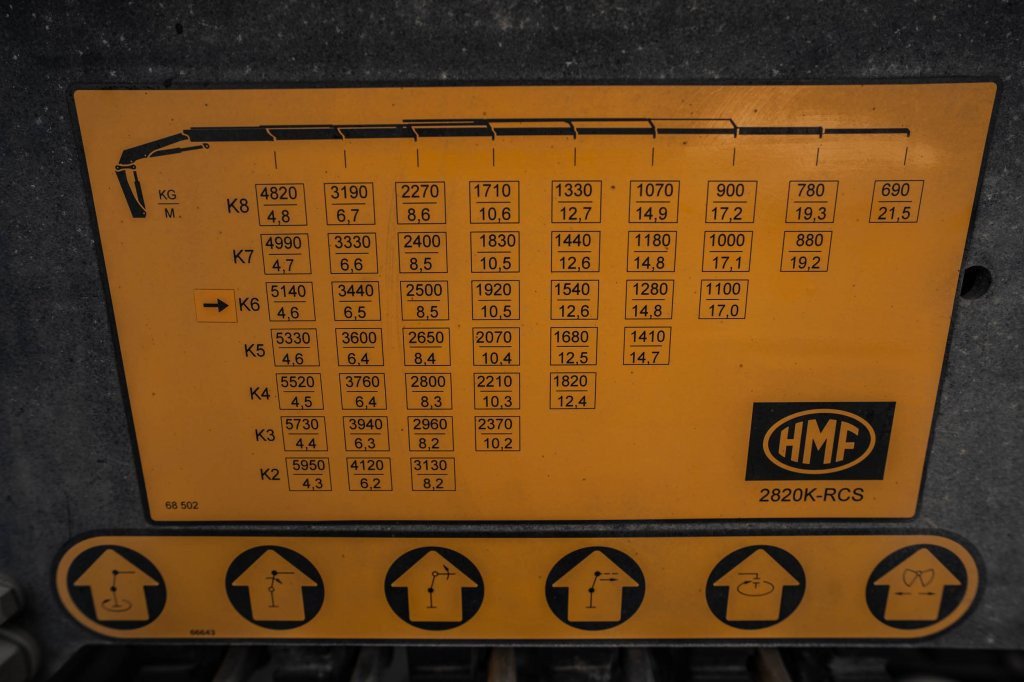 KG
M
K8 4820 3190 2270 1710 1330 1070 900 780 690
4,8 6,7 8,6 10,6 12,7 14,9 17,2 19,3 21,5
K7 4990 3330 2400 1830 1440 1180 1000 880
4,7 6,6 8,5 10,5 12,6 14,8 17,1 19,2
K6 5140 3440 2500 1920 1540 1280 1100
4,6 6,5 8,5 10,5 12,6 14,8 17,0
K5 5330 3600 2650 2070 1680 1410
4,6 6,4 8,4 10,4 12,5 14,7
K4 5520 3760 2800 2210 1820
4,5 6,4 8,3 10,3 12,4
K3 5730 3940 2960 2370
4,4 6,3 8,2 10,2
K2 5950 4120 3130
4,3 6,2 8,2
HMF
2820K-RCS
68 502
66643